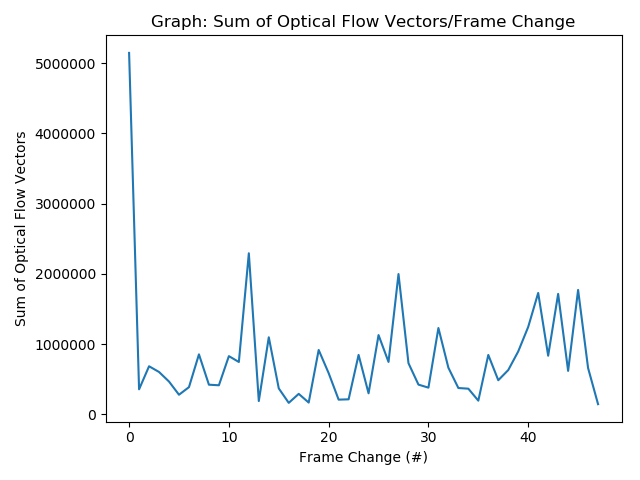 Graph: Sum of Optical Flow Vectors/Frame Change
5000000
4000000
3000000
2000000
1000000
0
Sum of Optical Flow Vectors
0 10 20 30 40
Frame Change (#)